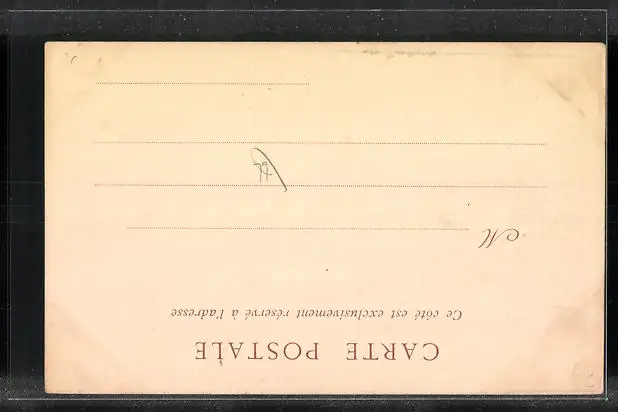 CARTE POSTALE
Ce côté est exclusivement réservé à l'adresse
M